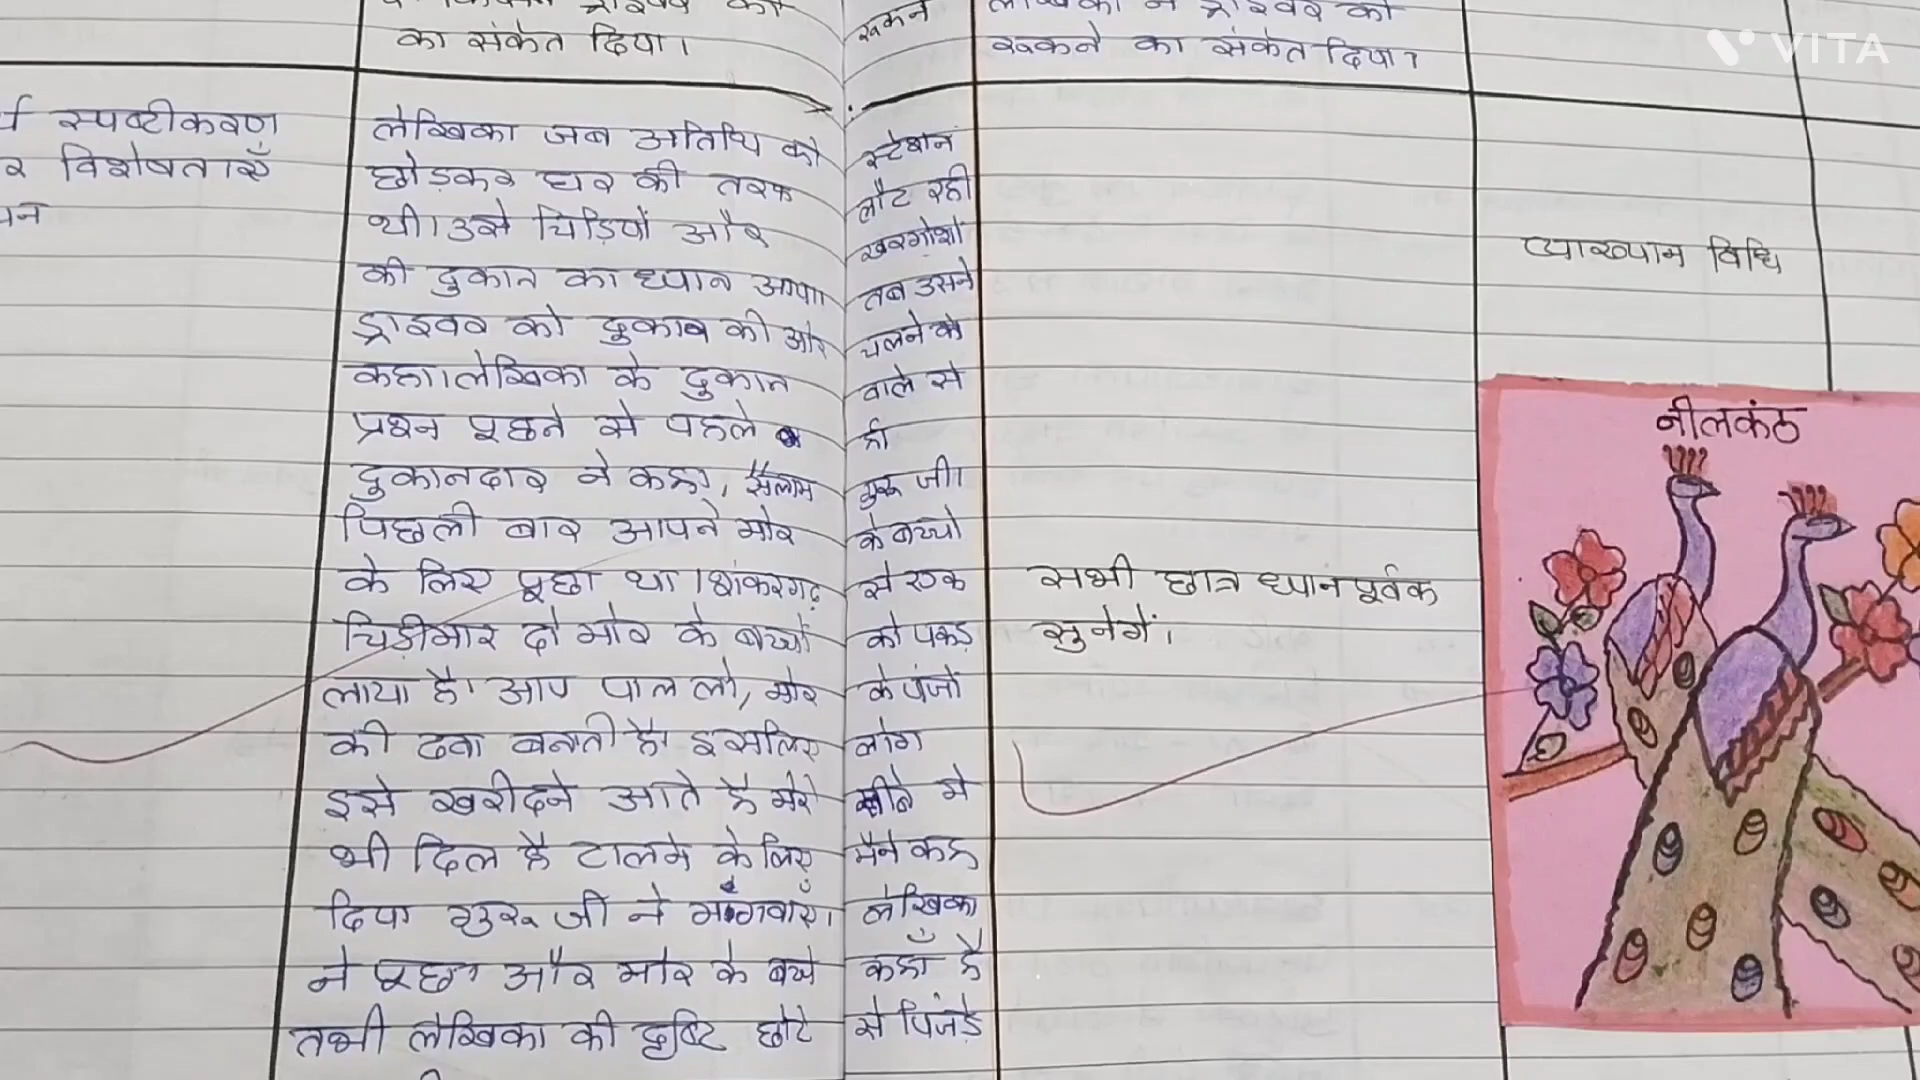 का संकेत दिया।
रुकने का संकेत दिया।
VITA
स्पष्टीकरण
विशेषताएँ
लेखिका जब अतिथि को स्टेशन
छोड़कर घर की तरफ लौट रही
थी। उसे चिड़ियों और खरगोशों
की दुकान का ध्यान आया। तब उसने
ड्राइवर को दुकान की ओर चलने को
कहा। लेखिका के दुकान वाले से
प्रश्न पूछने से पहले ही
दुकानदार ने कहा, सलाम गुरू जी।
पिछली बार आपने मोर के बच्चो
के लिए पूछा था। शंकरगढ़ से एक
चिड़ीमार दो मोर के बच्चों को पकड़
लाया है। आप पाल लो, मोर के पंजों
की दवा बनाती है। इसलिए लोग
इसे खरीदने आते है मेरे सीने मे
भी दिल है टालने के लिए मैने कह
दिया गुरू जी ने मंगवाएँ। लेखिका
ने पूछा और मोर के बच्चे कहाँ है
तभी लेखिका की दृष्टि छोटे से पिंजड़े
सभी छात्र ध्यानपूर्वक
सुनेगें।
व्याख्यान विधि
नीलकंठ